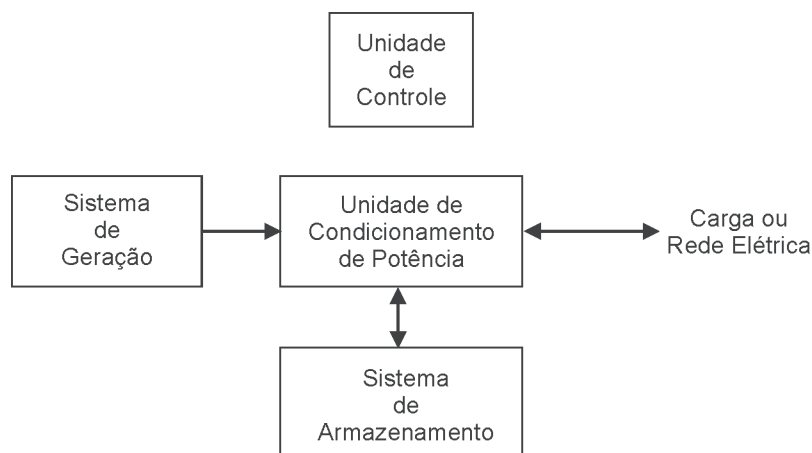 Unidade
de
Controle
Sistema
de
Geração
Unidade de
Condicionamento
de Potência
Carga ou
Rede Elétrica
Sistema
de
Armazenamento